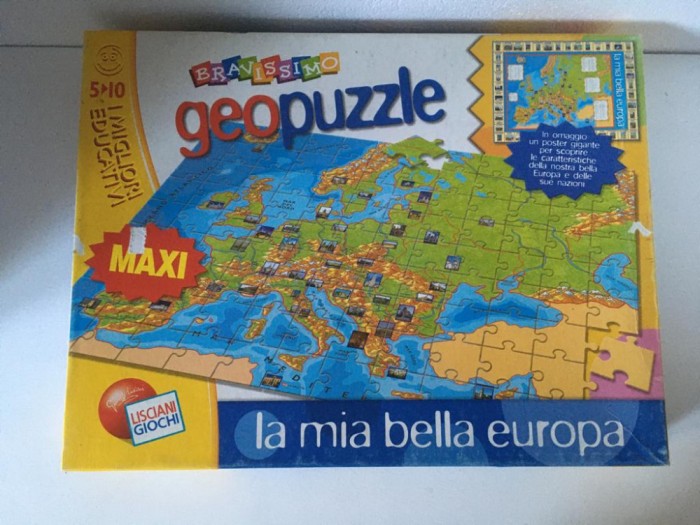 5▸10
I MIGLIORI
EDUCATIVI
BRAVISSIMO
geopuzzle
la mia bella europa
In omaggio
un poster gigante
per scoprire
le caratteristiche
della nostra bella
Europa e delle
sue nazioni
MAXI
LISCIANI
GIOCHI
la mia bella europa